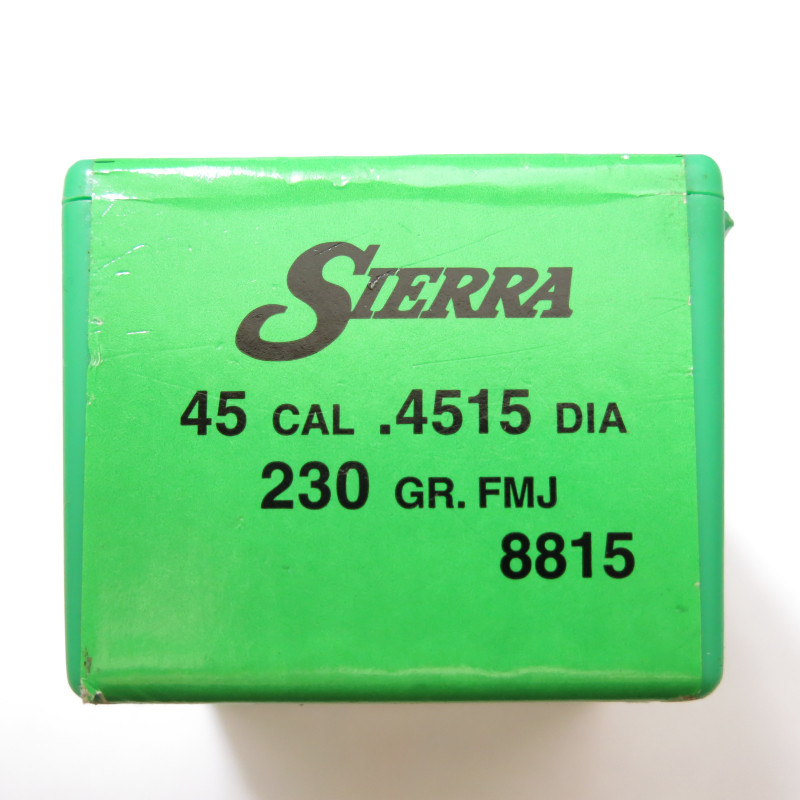 SIERRA
45 CAL .4515 DIA
230 GR. FMJ
8815